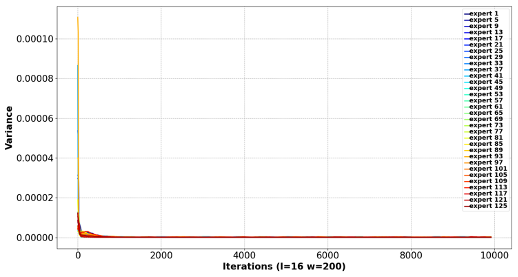 expert 1
expert 5
expert 9
expert 13
expert 17
expert 21
expert 25
expert 29
expert 33
expert 37
expert 41
expert 45
expert 49
expert 53
expert 57
expert 61
expert 65
expert 69
expert 73
expert 77
expert 81
expert 85
expert 89
expert 93
expert 97
expert 101
expert 105
expert 109
expert 113
expert 117
expert 121
expert 125
0.00010
0.00008
0.00006
0.00004
0.00002
0.00000
Variance
0
2000
4000
6000
8000
10000
Iterations (l=16 w=200)